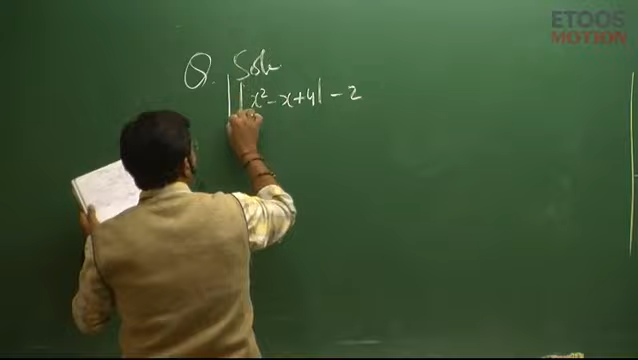 ETOOS
MOTION
Q. Solve
||x² - x + 4| - 2